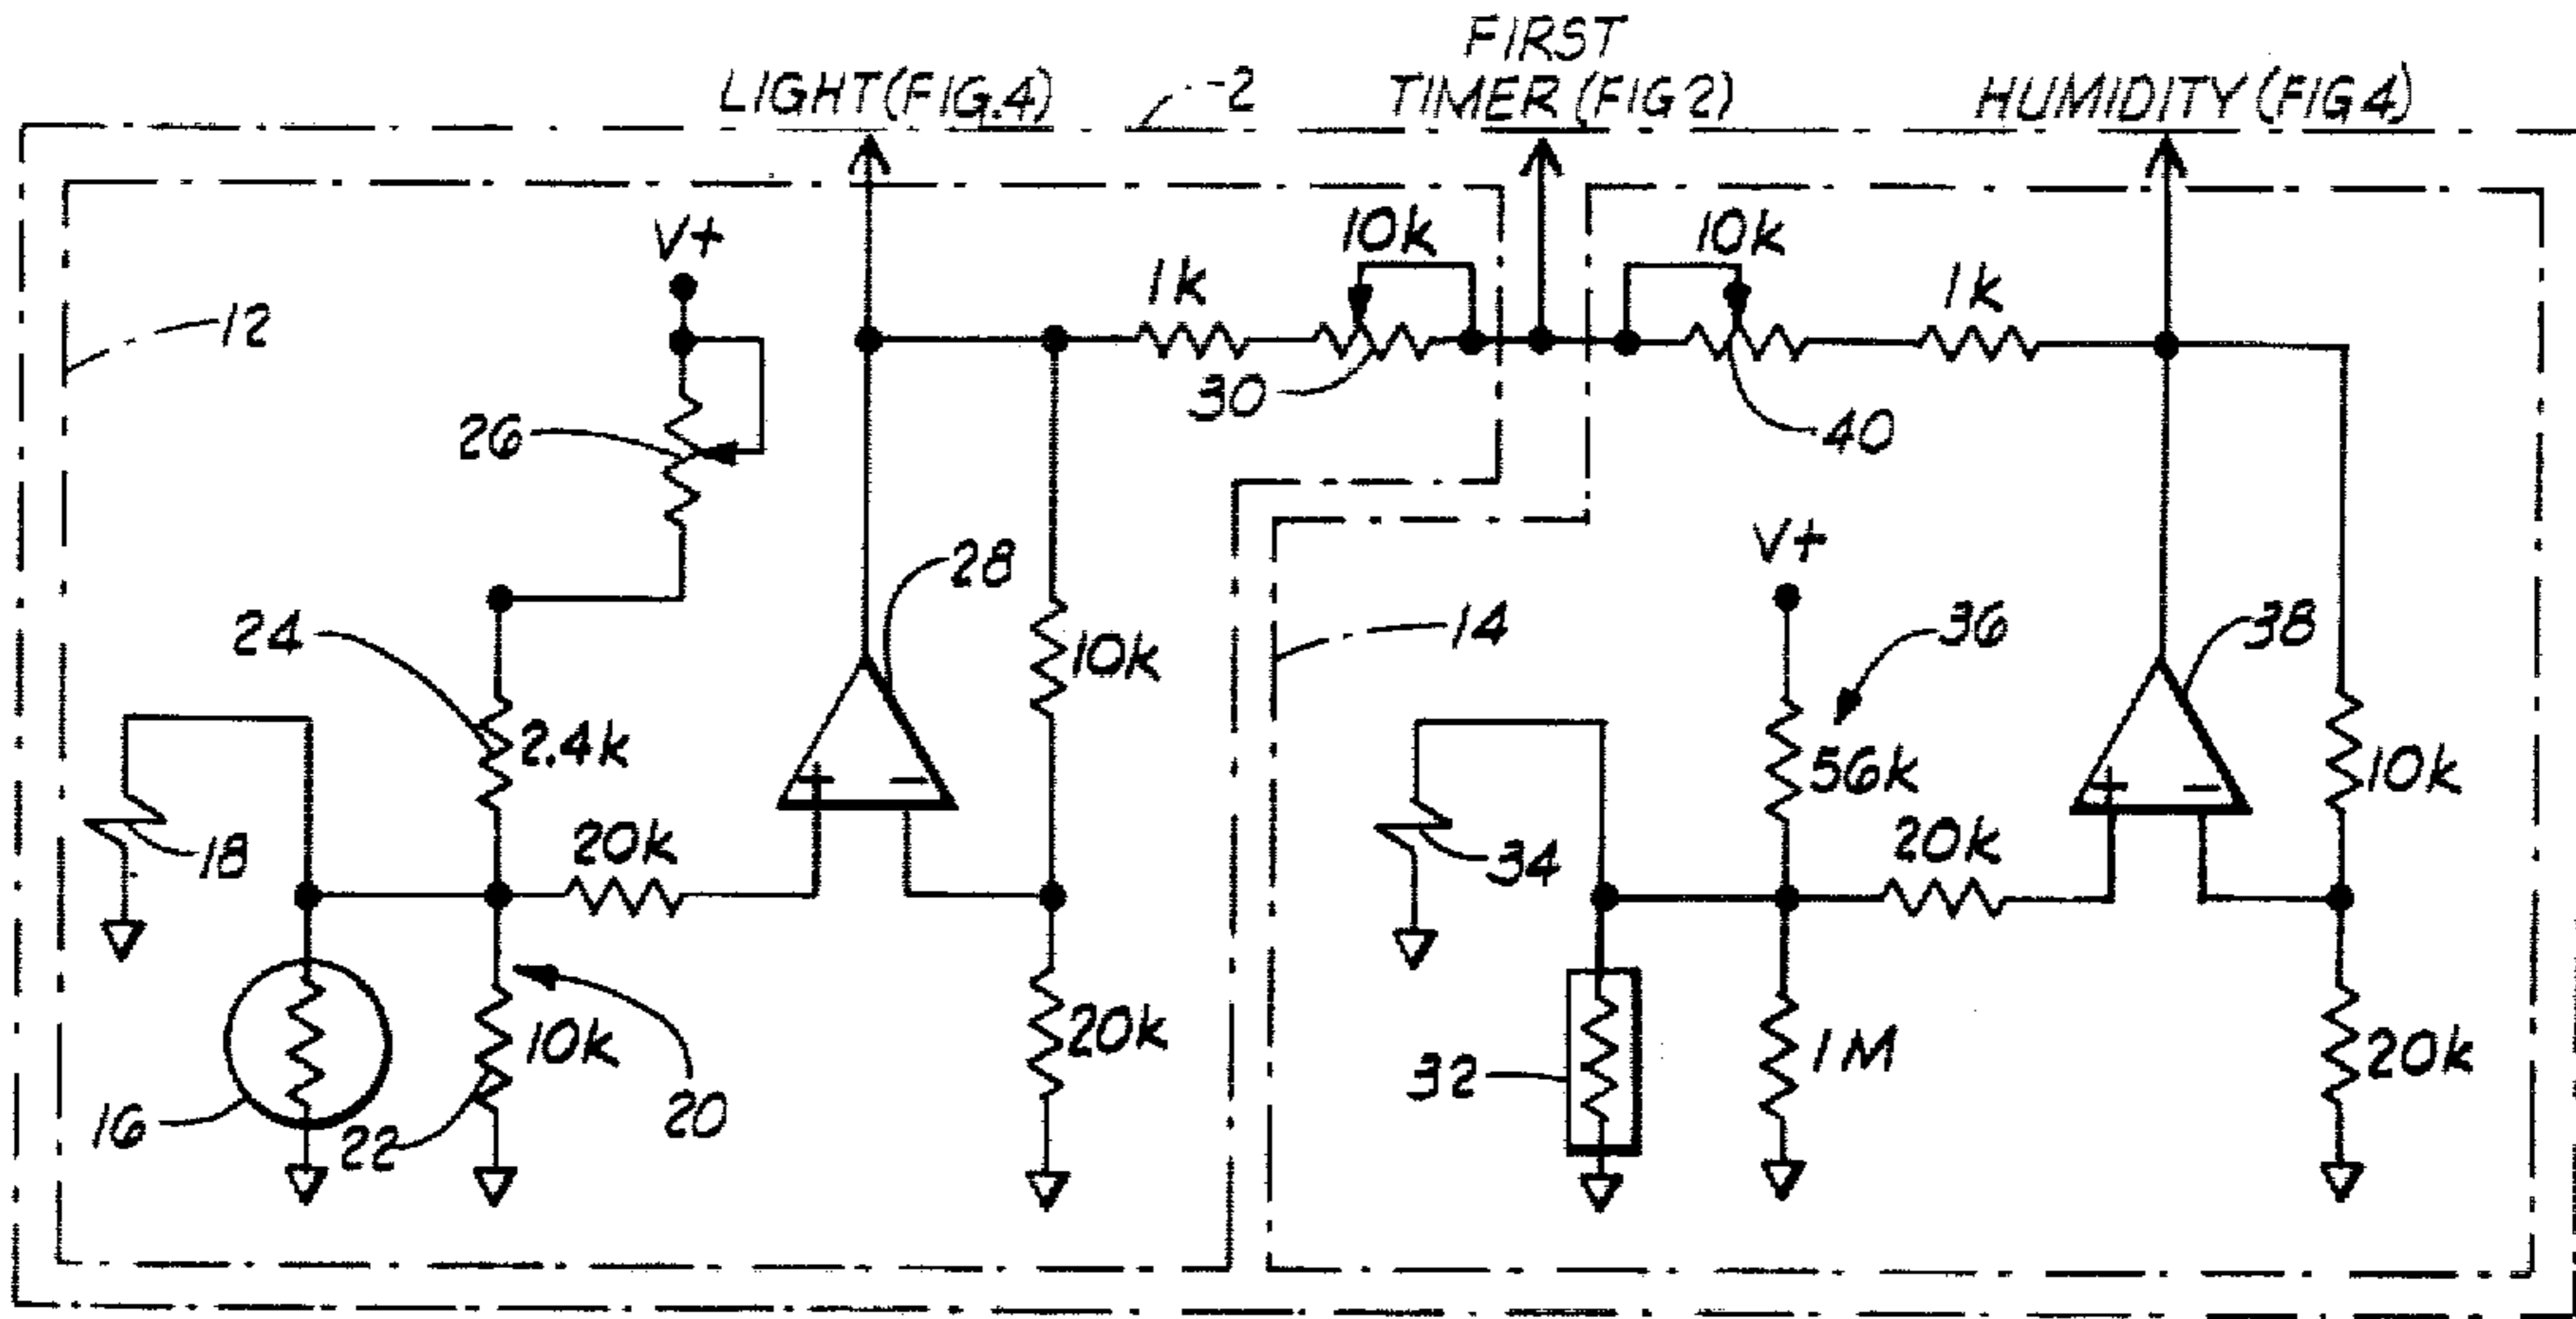 FIRST
LIGHT (FIG. 4)
2
TIMER (FIG 2)
HUMIDITY (FIG 4)
V+
10k
10k
12
1k
1k
26
30
40
28
V+
24
14
36
38
10k
2.4k
56k
10k
+ -
+ -
18
20k
34
20k
10k
20k
32
1M
20k
16
22
20